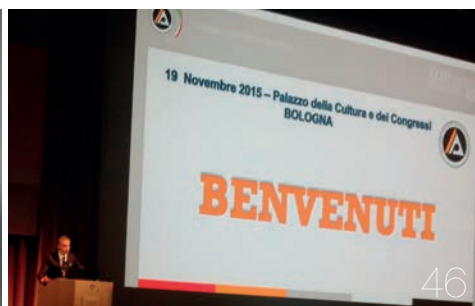 19 Novembre 2015 – Palazzo della Cultura e dei Congressi
BOLOGNA
BENVENUTI
46